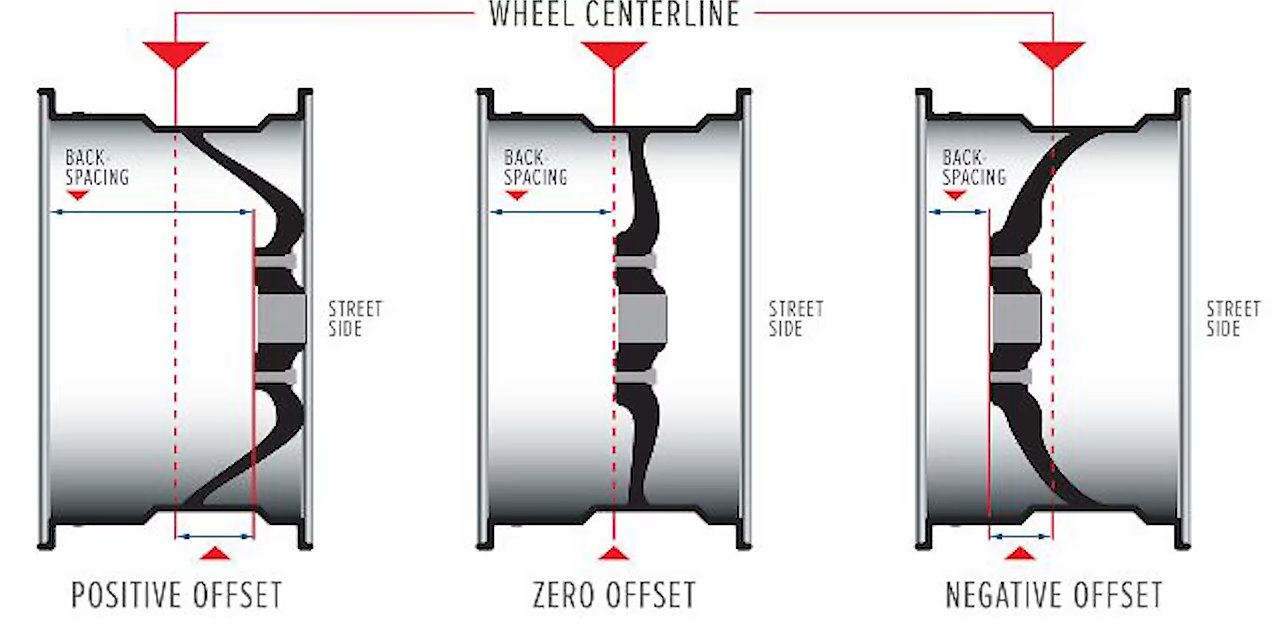 WHEEL CENTERLINE
BACK-
SPACING
STREET
SIDE
BACK-
SPACING
STREET
SIDE
BACK-
SPACING
STREET
SIDE
POSITIVE OFFSET
ZERO OFFSET
NEGATIVE OFFSET